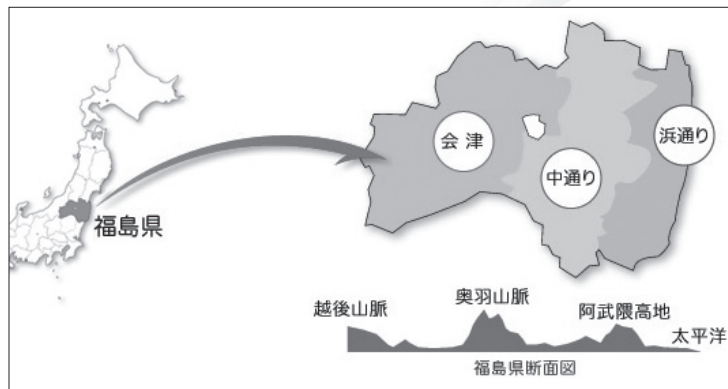 福島県
会津
中通り
浜通り
越後山脈
奥羽山脈
阿武隈高地
太平洋
福島県断面図